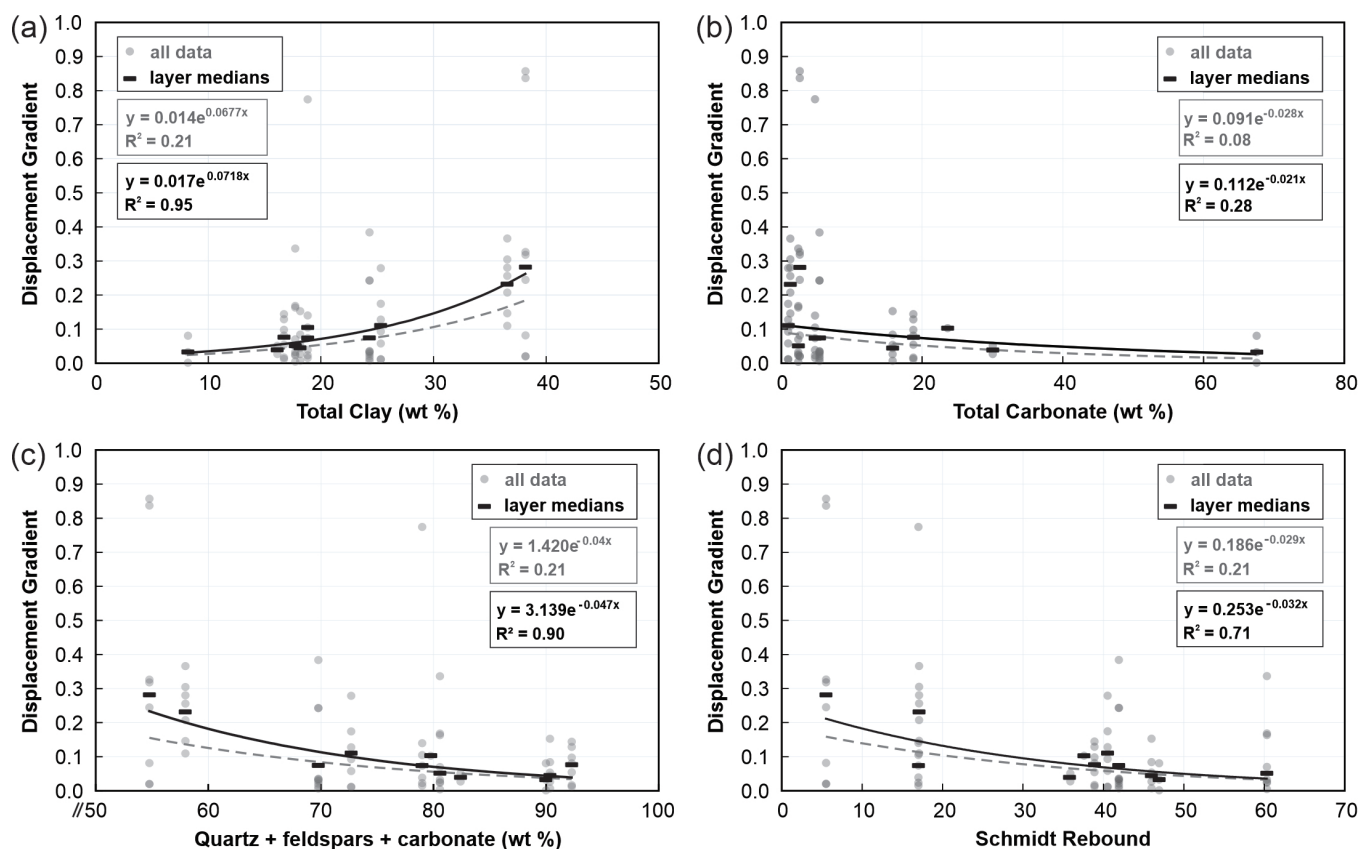 (a)
1.0
0.9
0.8
0.7
0.6
0.5
0.4
0.3
0.2
0.1
0.0
Displacement Gradient
all data
layer medians
y = 0.014e^0.0677x
R² = 0.21
y = 0.017e^0.0718x
R² = 0.95
0 10 20 30 40 50
Total Clay (wt %)
(b)
1.0
0.9
0.8
0.7
0.6
0.5
0.4
0.3
0.2
0.1
0.0
Displacement Gradient
all data
layer medians
y = 0.091e^-0.028x
R² = 0.08
y = 0.112e^-0.021x
R² = 0.28
0 20 40 60 80
Total Carbonate (wt %)
(c)
1.0
0.9
0.8
0.7
0.6
0.5
0.4
0.3
0.2
0.1
0.0
Displacement Gradient
all data
layer medians
y = 1.420e^-0.04x
R² = 0.21
y = 3.139e^-0.047x
R² = 0.90
//50 60 70 80 90 100
Quartz + feldspars + carbonate (wt %)
(d)
1.0
0.9
0.8
0.7
0.6
0.5
0.4
0.3
0.2
0.1
0.0
Displacement Gradient
all data
layer medians
y = 0.186e^-0.029x
R² = 0.21
y = 0.253e^-0.032x
R² = 0.71
0 10 20 30 40 50 60 70
Schmidt Rebound